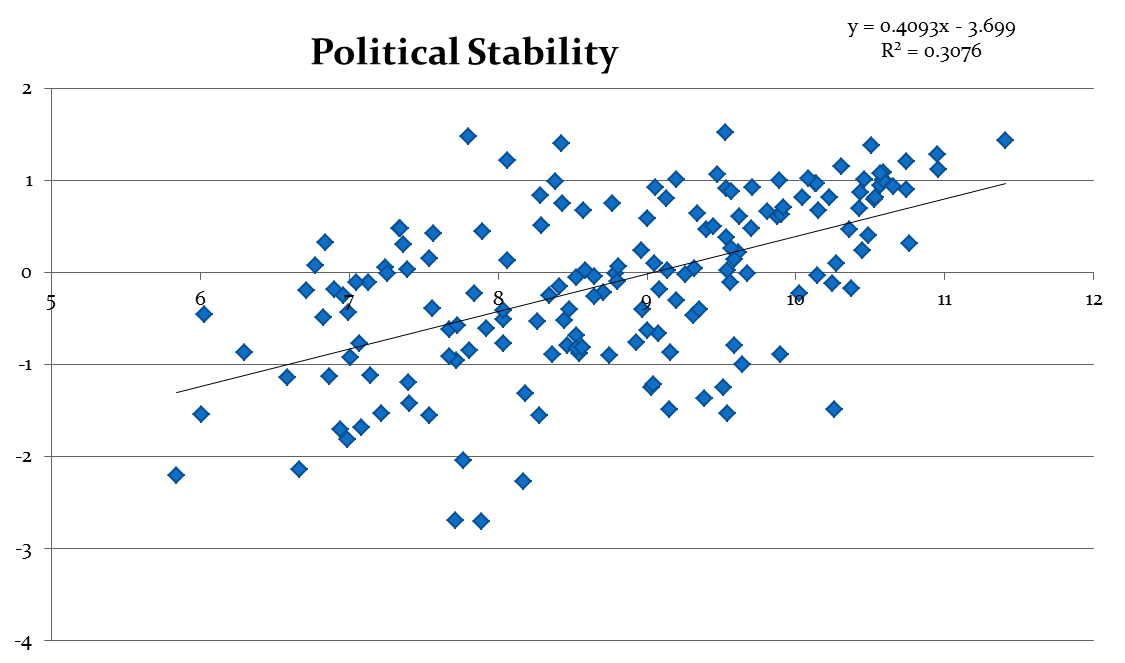 y = 0.4093x - 3.699
R² = 0.3076
Political Stability
2
1
0
5 6 7 8 9 10 11 12
-1
-2
-3
-4